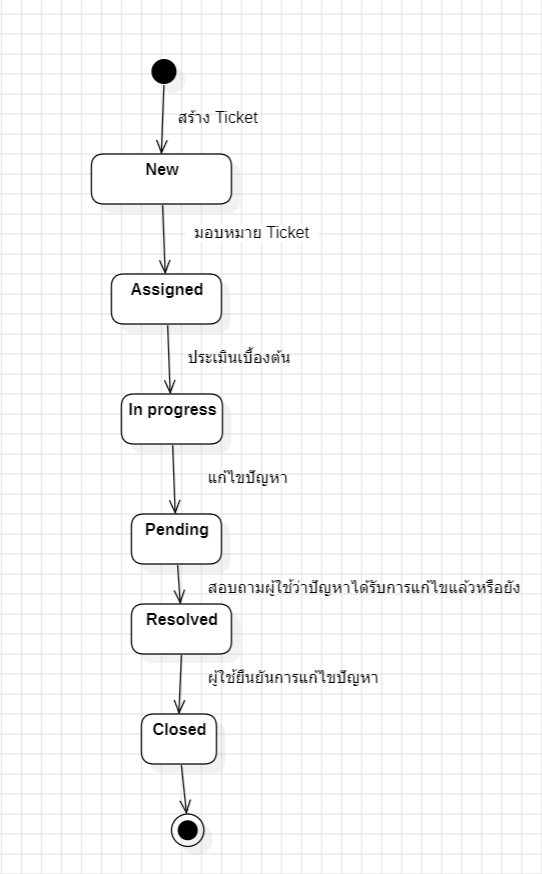 สร้าง Ticket
New
มอบหมาย Ticket
Assigned
ประเมินเบื้องต้น
In progress
แก้ไขปัญหา
Pending
สอบถามผู้ใช้ว่าปัญหาได้รับการแก้ไขแล้วหรือยัง
Resolved
ผู้ใช้ยืนยันการแก้ไขปัญหา
Closed